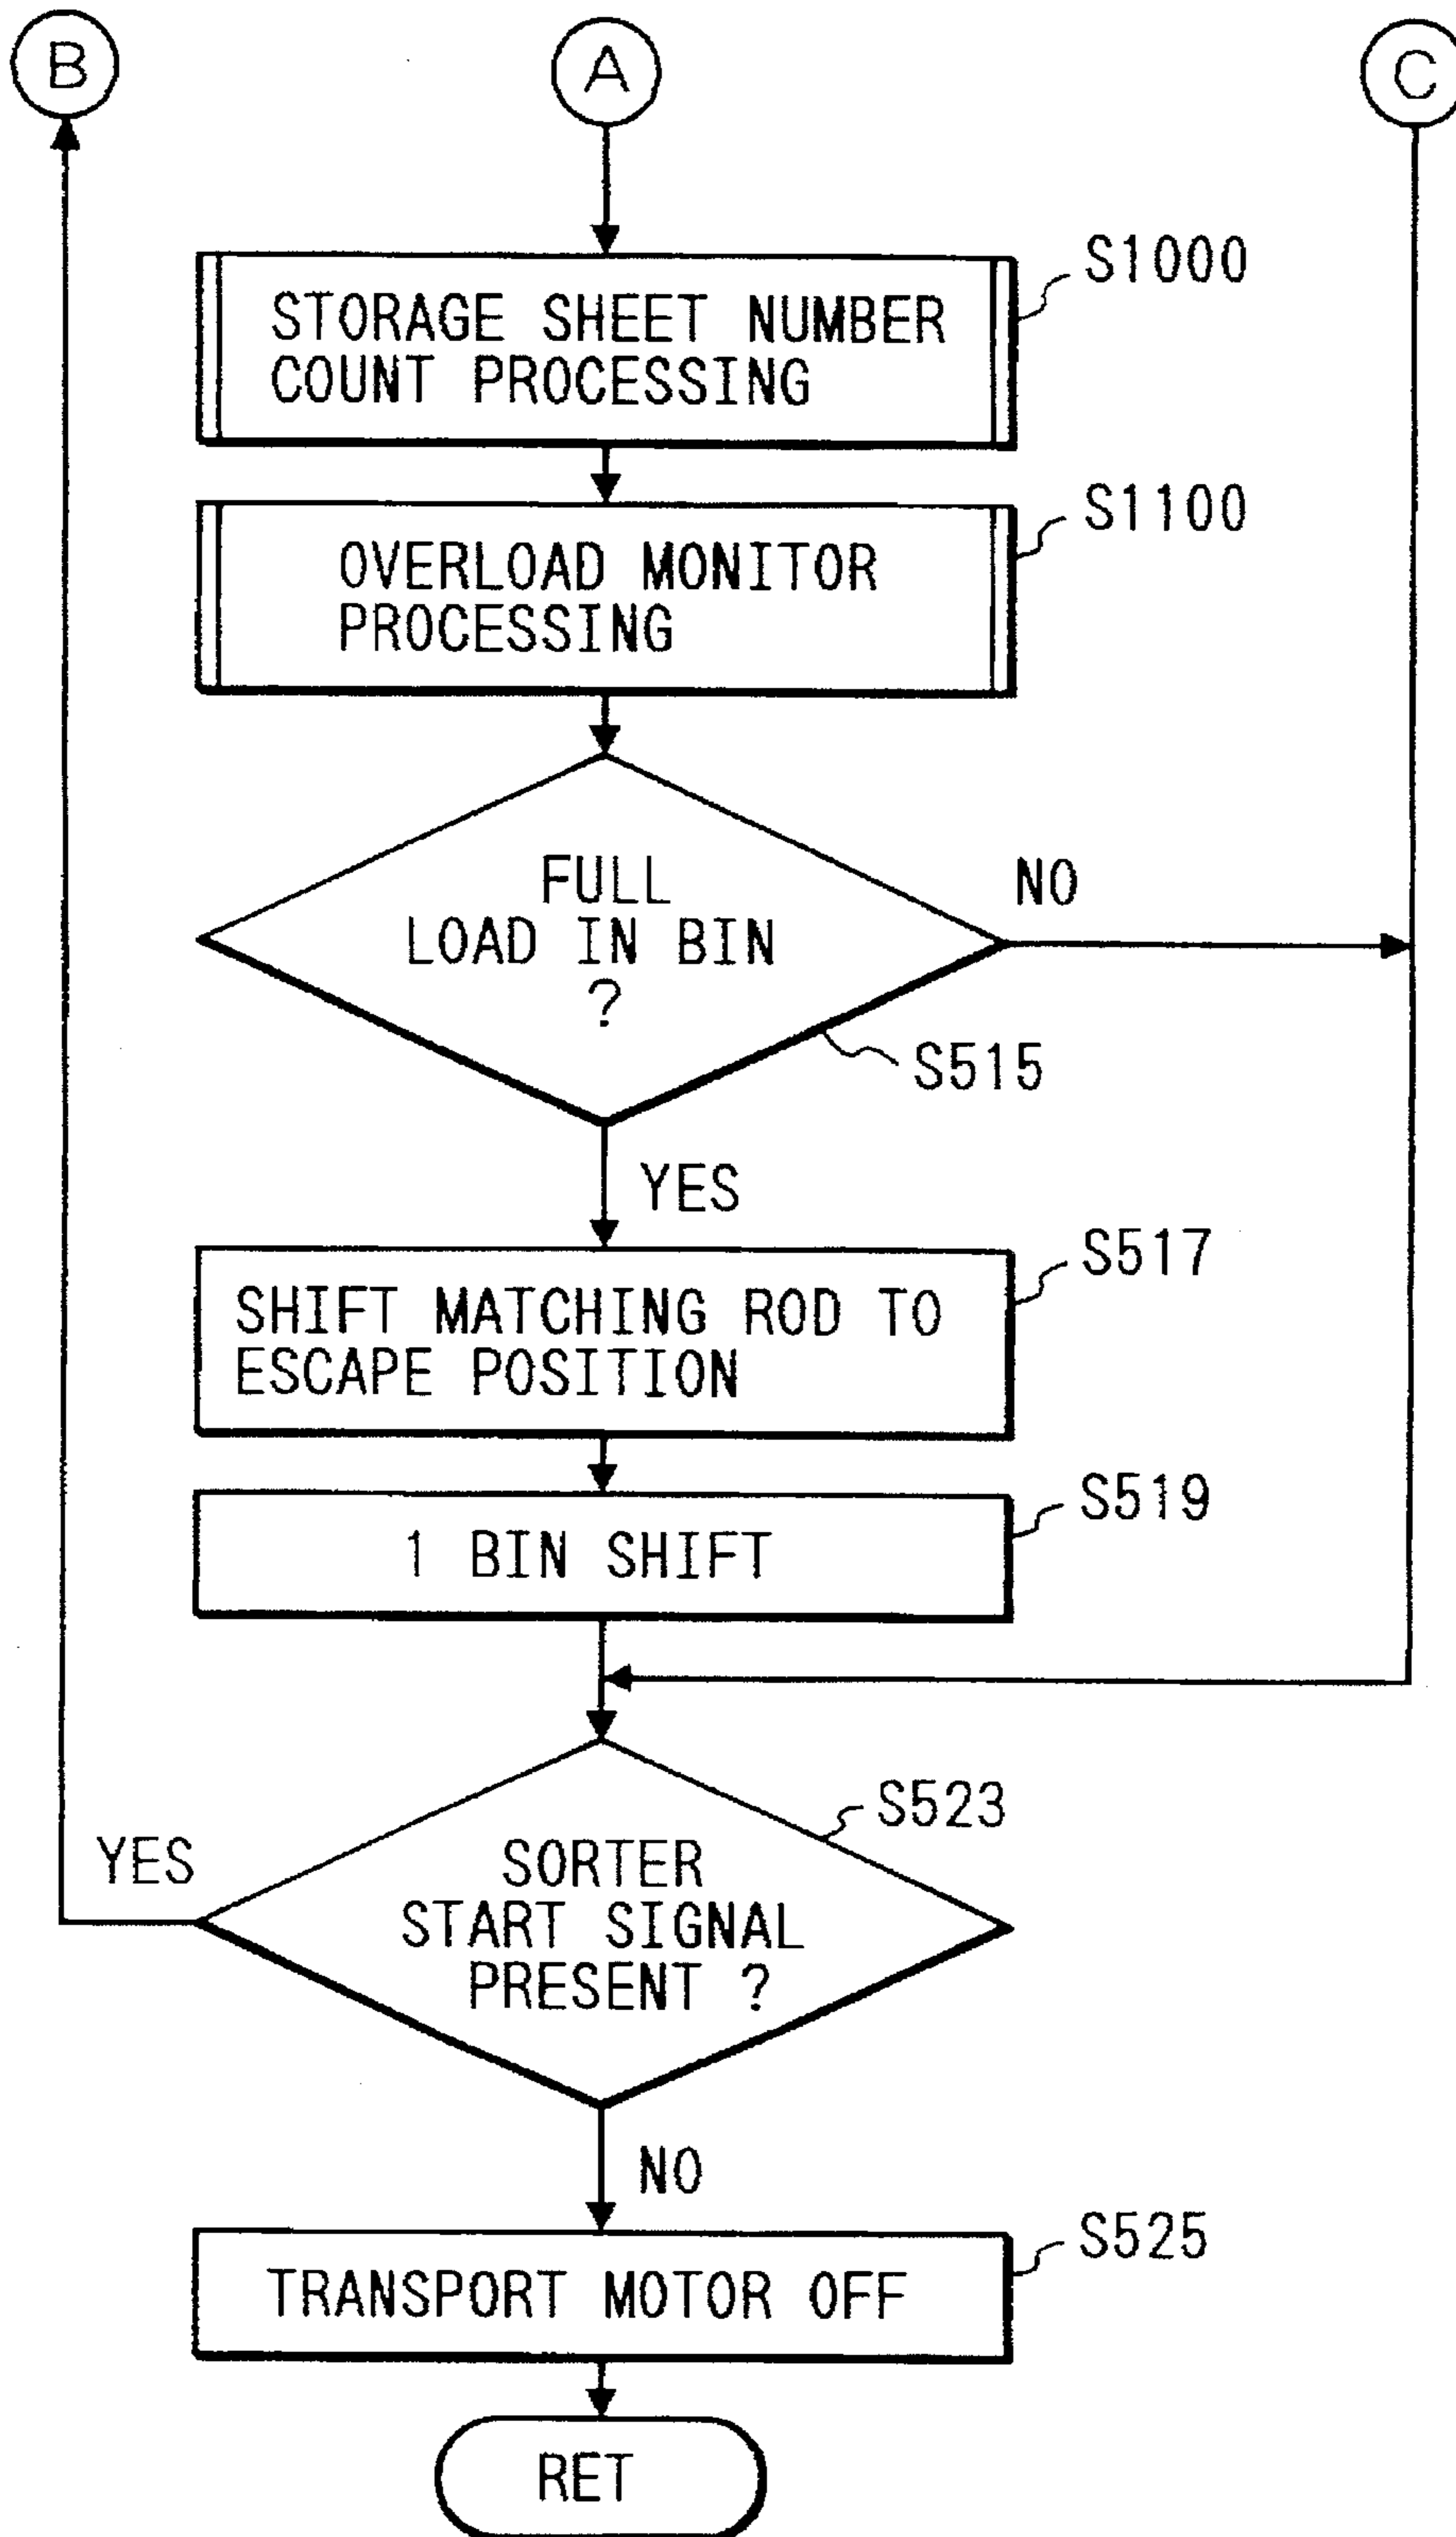 B
A
C
STORAGE SHEET NUMBER
COUNT PROCESSING
S1000
OVERLOAD MONITOR
PROCESSING
S1100
FULL
LOAD IN BIN
?
NO
S515
YES
SHIFT MATCHING ROD TO
ESCAPE POSITION
S517
1 BIN SHIFT
S519
SORTER
START SIGNAL
PRESENT ?
S523
YES
NO
TRANSPORT MOTOR OFF
S525
RET